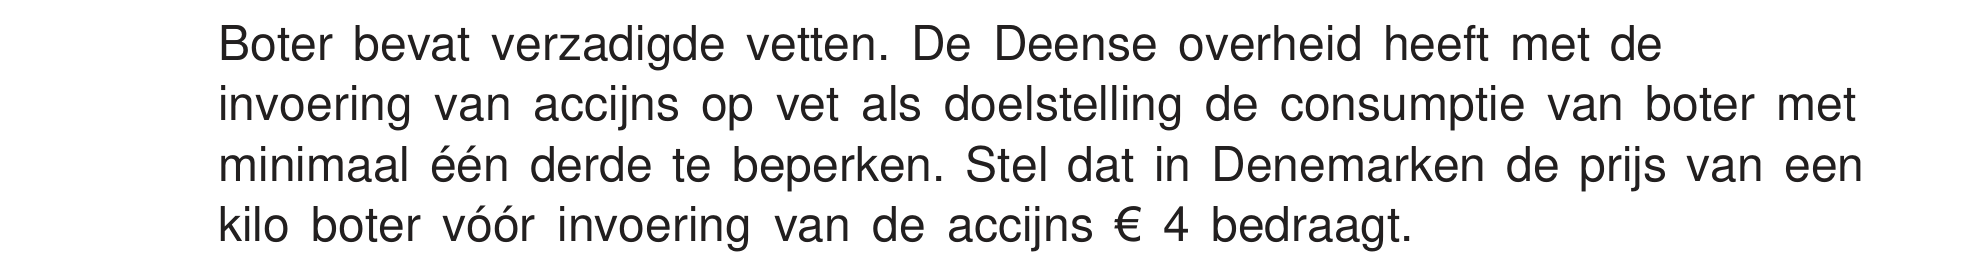 Boter bevat verzadigde vetten. De Deense overheid heeft met de
invoering van accijns op vet als doelstelling de consumptie van boter met
minimaal één derde te beperken. Stel dat in Denemarken de prijs van een
kilo boter vóór invoering van de accijns € 4 bedraagt.